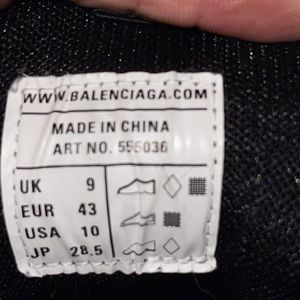 WWW.BALENCIAGA.COM
MADE IN CHINA
ART NO. 556036
UK 9
EUR 43
USA 10
JP 28.5